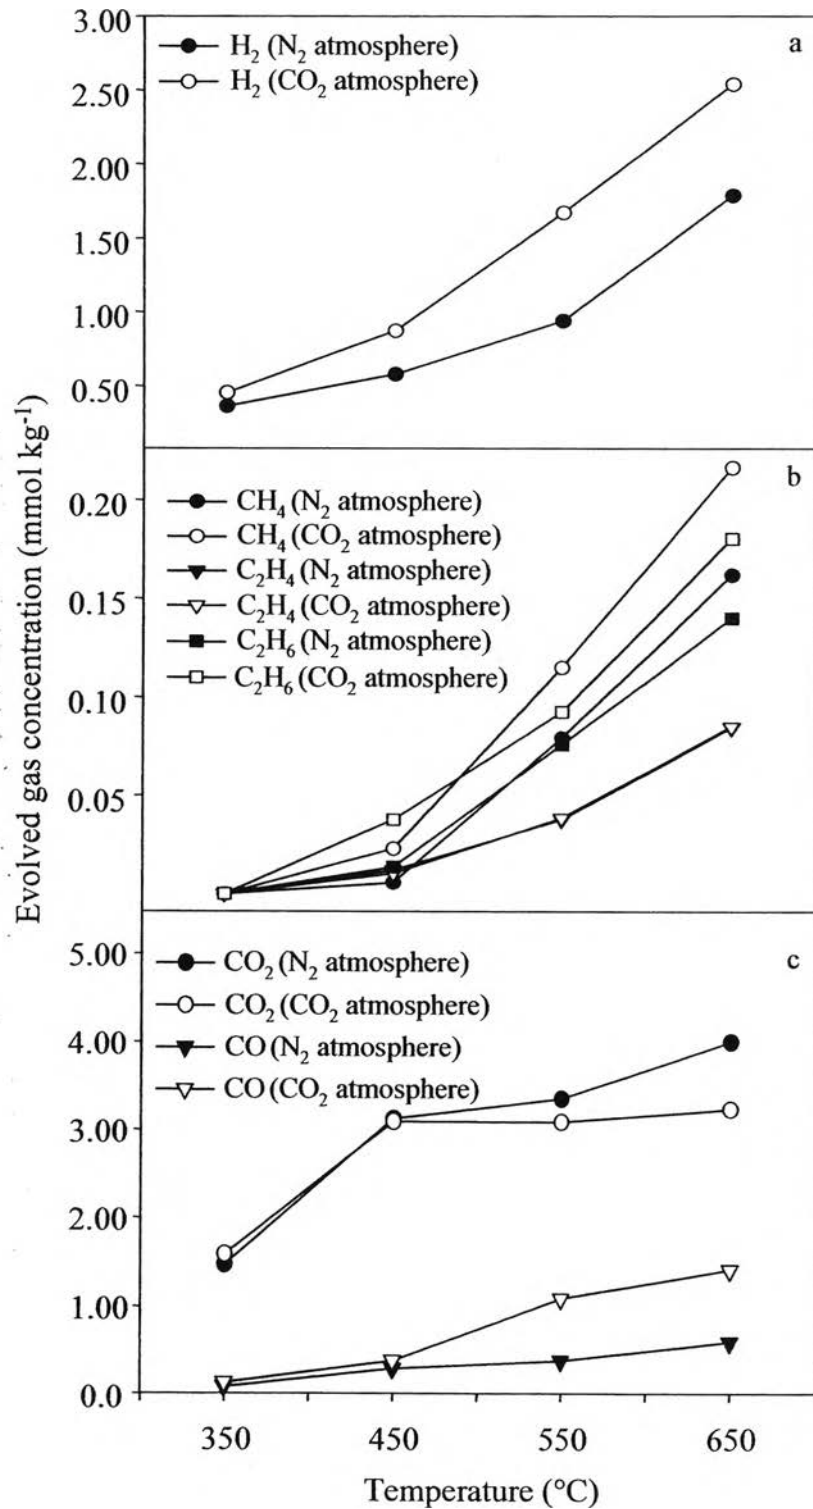 3.00
H₂ (N₂ atmosphere)
a
H₂ (CO₂ atmosphere)
2.50
2.00
1.50
1.00
0.50
b
0.20
CH₄ (N₂ atmosphere)
CH₄ (CO₂ atmosphere)
C₂H₄ (N₂ atmosphere)
0.15
C₂H₄ (CO₂ atmosphere)
C₂H₆ (N₂ atmosphere)
C₂H₆ (CO₂ atmosphere)
0.10
0.05
Evolved gas concentration (mmol kg⁻¹)
5.00
CO₂ (N₂ atmosphere)
c
CO₂ (CO₂ atmosphere)
4.00
CO (N₂ atmosphere)
CO (CO₂ atmosphere)
3.00
2.00
1.00
0.0
350 450 550 650
Temperature (°C)